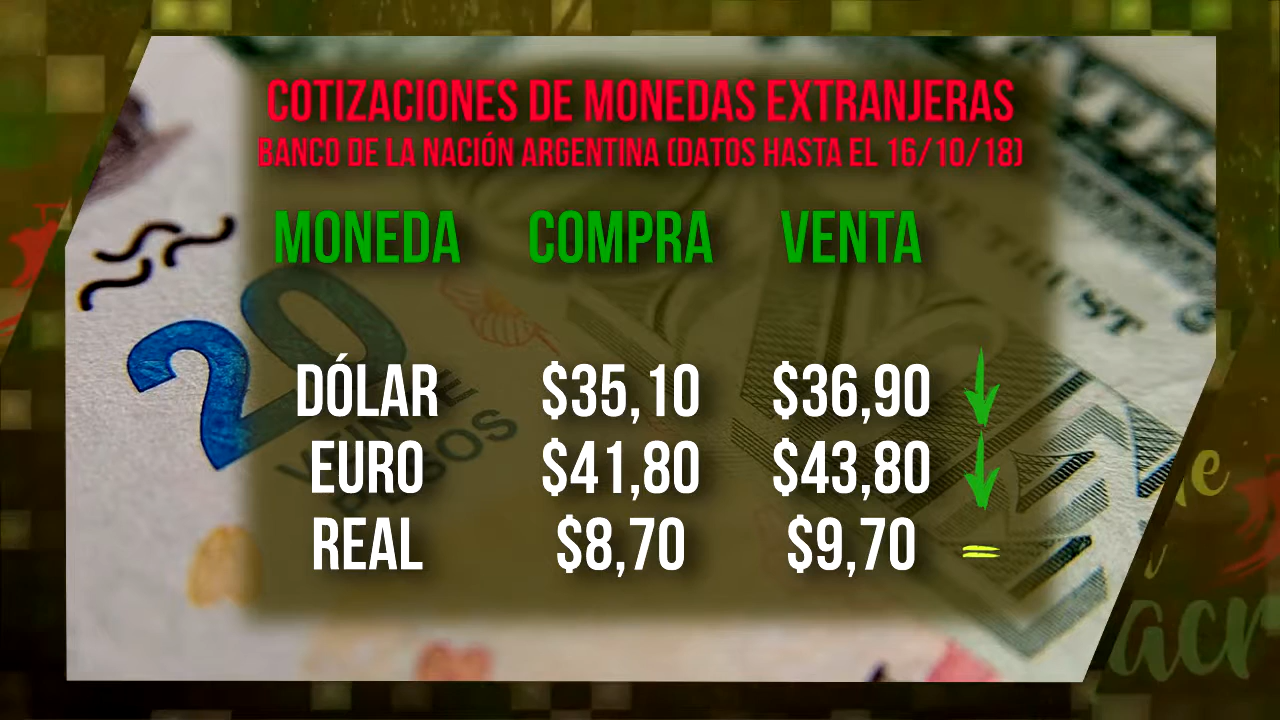 COTIZACIONES DE MONEDAS EXTRANJERAS
BANCO DE LA NACIÓN ARGENTINA (DATOS HASTA EL 16/10/18)
MONEDA COMPRA VENTA
DÓLAR $35,10 $36,90
EURO $41,80 $43,80
REAL $8,70 $9,70 =
20